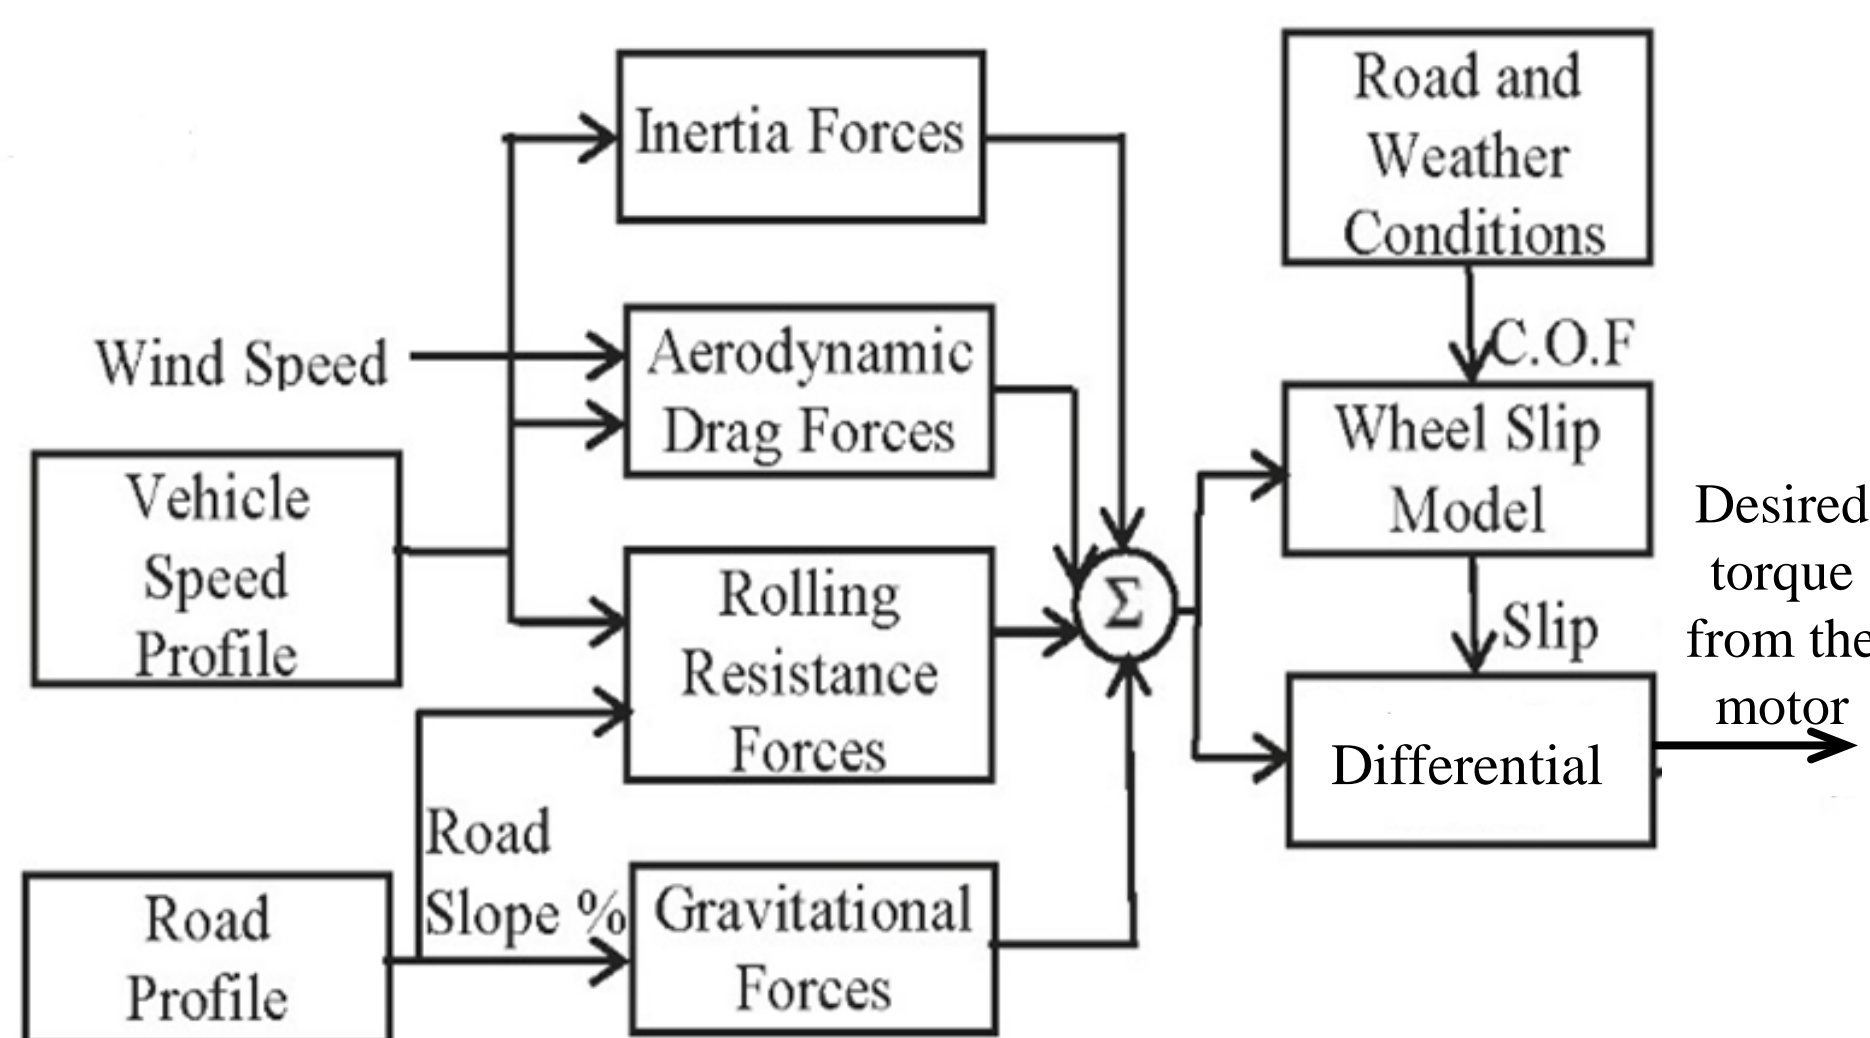 Inertia Forces
Road and
Weather
Conditions
C.O.F
Wind Speed
Aerodynamic
Drag Forces
Vehicle
Speed
Profile
Rolling
Resistance
Forces
Σ
Wheel Slip
Model
Slip
Desired
torque
from the
motor
Differential
Road
Slope %
Road
Profile
Gravitational
Forces